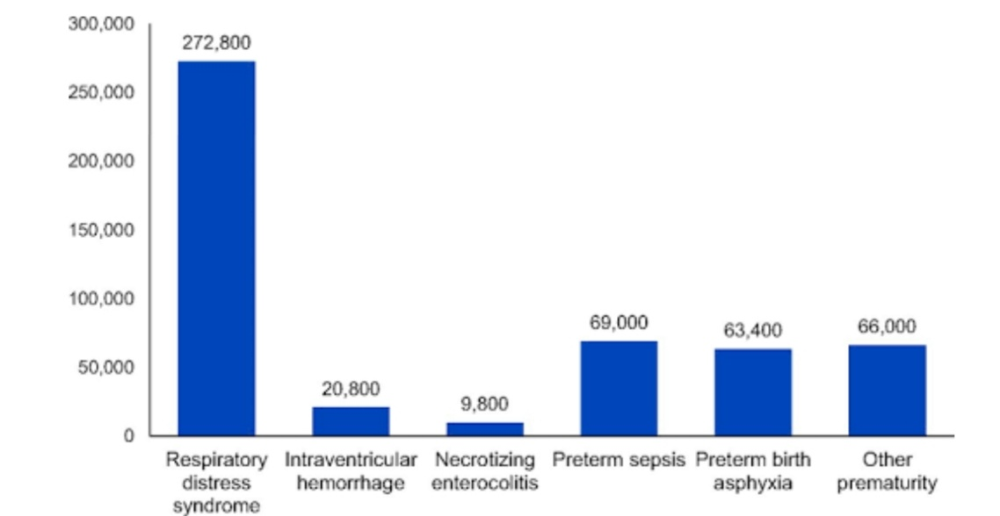 300,000
272,800
250,000
200,000
150,000
100,000
69,000
63,400
66,000
50,000
20,800
9,800
0
Respiratory
distress
syndrome
Intraventricular
hemorrhage
Necrotizing
enterocolitis
Preterm sepsis
Preterm birth
asphyxia
Other
prematurity